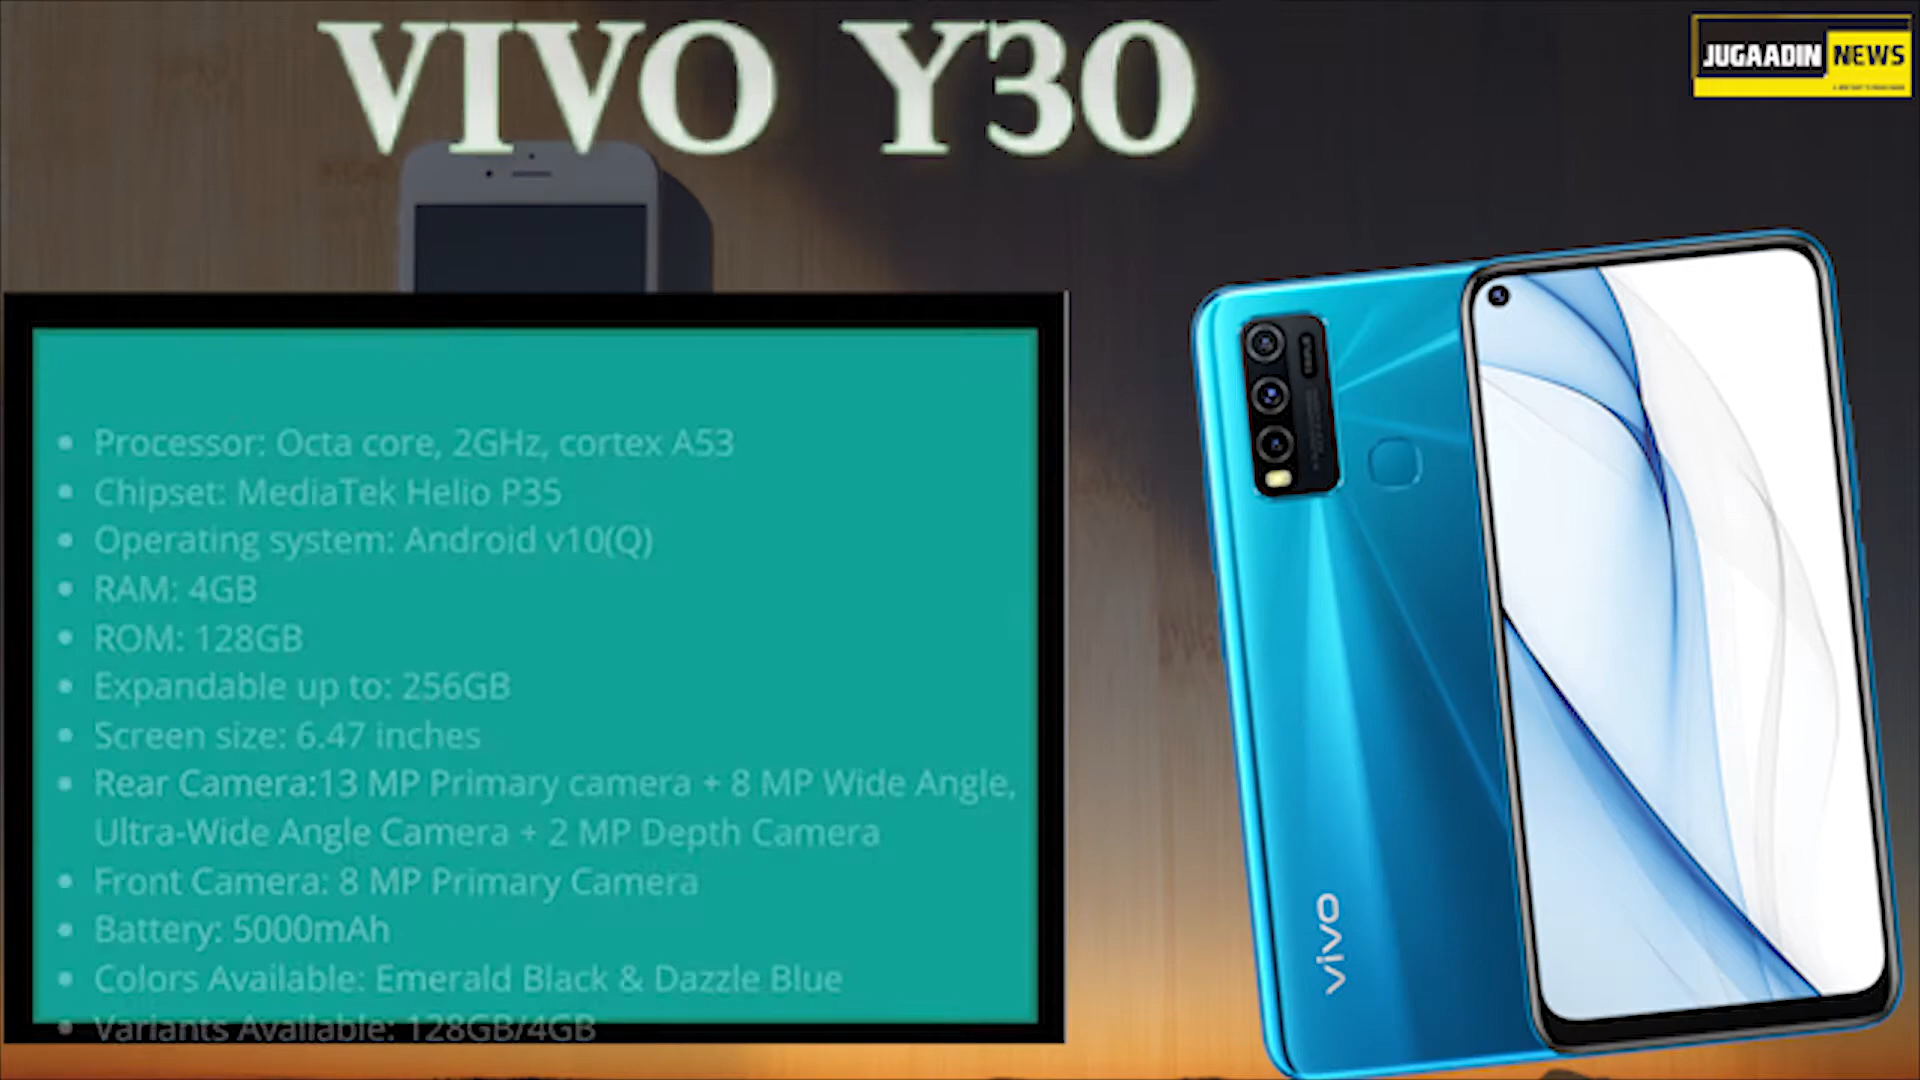 VIVO Y30
JUGAADIN NEWS
• Processor: Octa core, 2GHz, cortex A53
• Chipset: MediaTek Helio P35
• Operating system: Android v10(Q)
• RAM: 4GB
• ROM: 128GB
• Expandable up to: 256GB
• Screen size: 6.47 inches
• Rear Camera:13 MP Primary camera + 8 MP Wide Angle,
Ultra-Wide Angle Camera + 2 MP Depth Camera
• Front Camera: 8 MP Primary Camera
• Battery: 5000mAh
• Colors Available: Emerald Black & Dazzle Blue
• Variants Available: 128GB/4GB
vivo